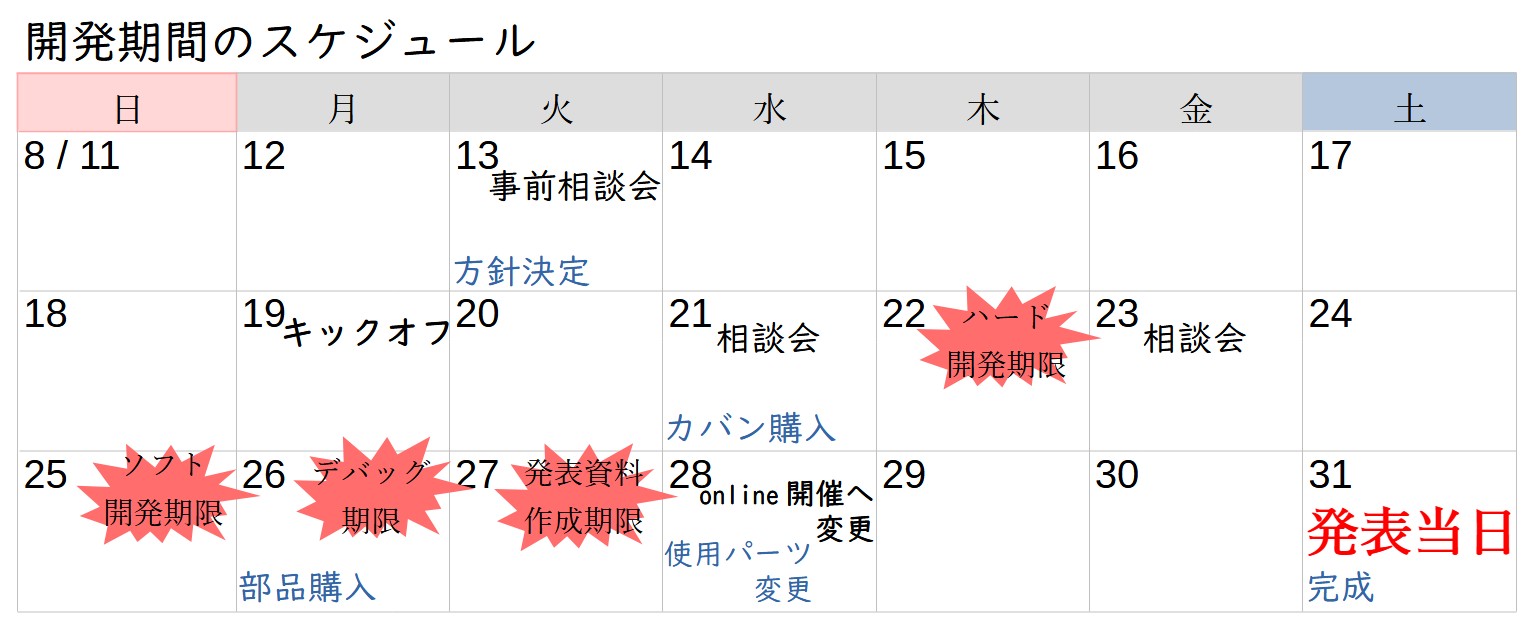 開発期間のスケジュール
日 月 火 水 木 金 土
8 / 11 12 13 14 15 16 17
事前相談会
方針決定
18 19 20 21 22 23 24
キックオフ
相談会
ハード
開発期限
相談会
カバン購入
25 26 27 28 29 30 31
ソフト
開発期限
デバッグ
期限
発表資料
作成期限
online開催へ
変更
発表当日
使用パーツ
変更
部品購入
完成